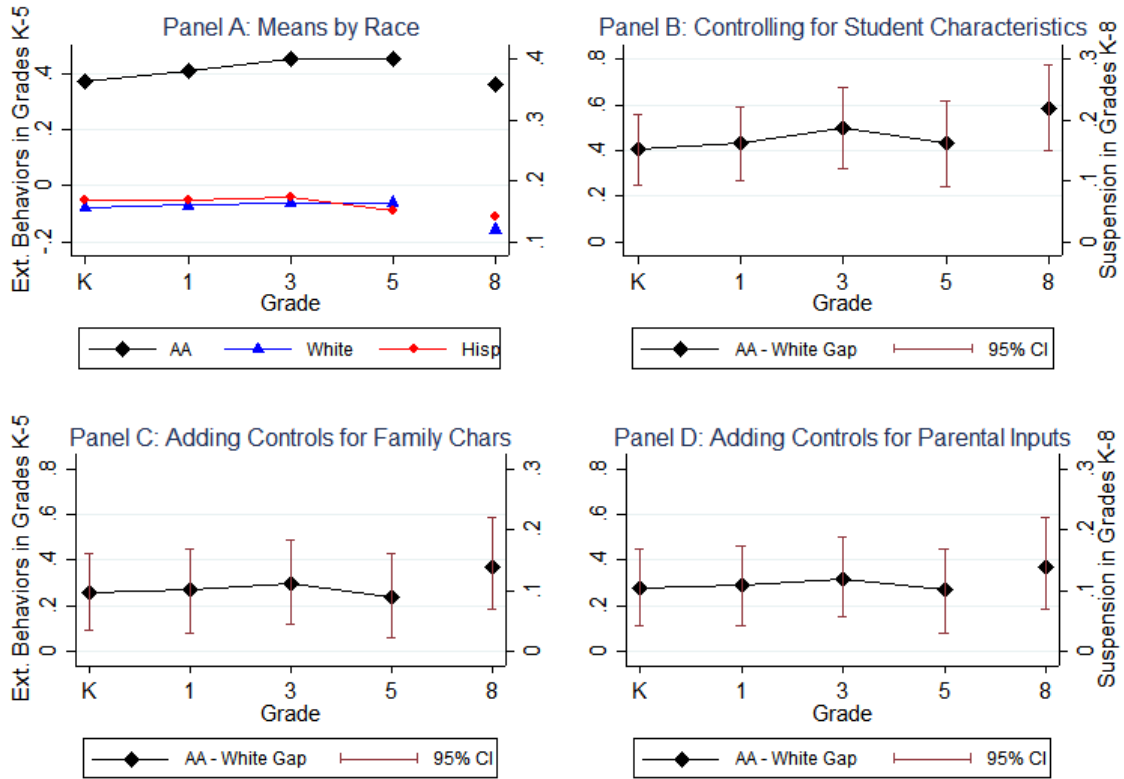 Panel A: Means by Race
Ext. Behaviors in Grades K-5
.4
.2
0
-.2
.4
.3
.2
.1
K 1 3 5 8
Grade
AA White Hisp
Panel B: Controlling for Student Characteristics
.8
.6
.4
.2
0
.3
.2
.1
0
Suspension in Grades K-8
K 1 3 5 8
Grade
AA - White Gap 95% CI
Panel C: Adding Controls for Family Chars
Ext. Behaviors in Grades K-5
.8
.6
.4
.2
0
.3
.2
.1
0
K 1 3 5 8
Grade
AA - White Gap 95% CI
Panel D: Adding Controls for Parental Inputs
.8
.6
.4
.2
0
.3
.2
.1
0
Suspension in Grades K-8
K 1 3 5 8
Grade
AA - White Gap 95% CI